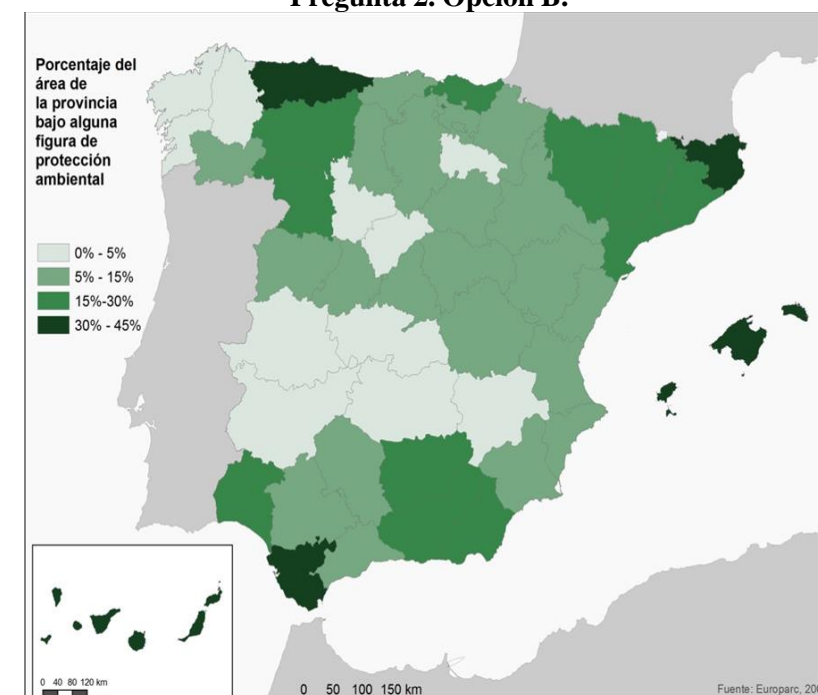 Pregunta 2. Opción B.
Porcentaje del
área de
la provincia
bajo alguna
figura de
protección
ambiental
0% - 5%
5% - 15%
15%-30%
30% - 45%
0 40 80 120 km
0 50 100 150 km
Fuente: Europarc,